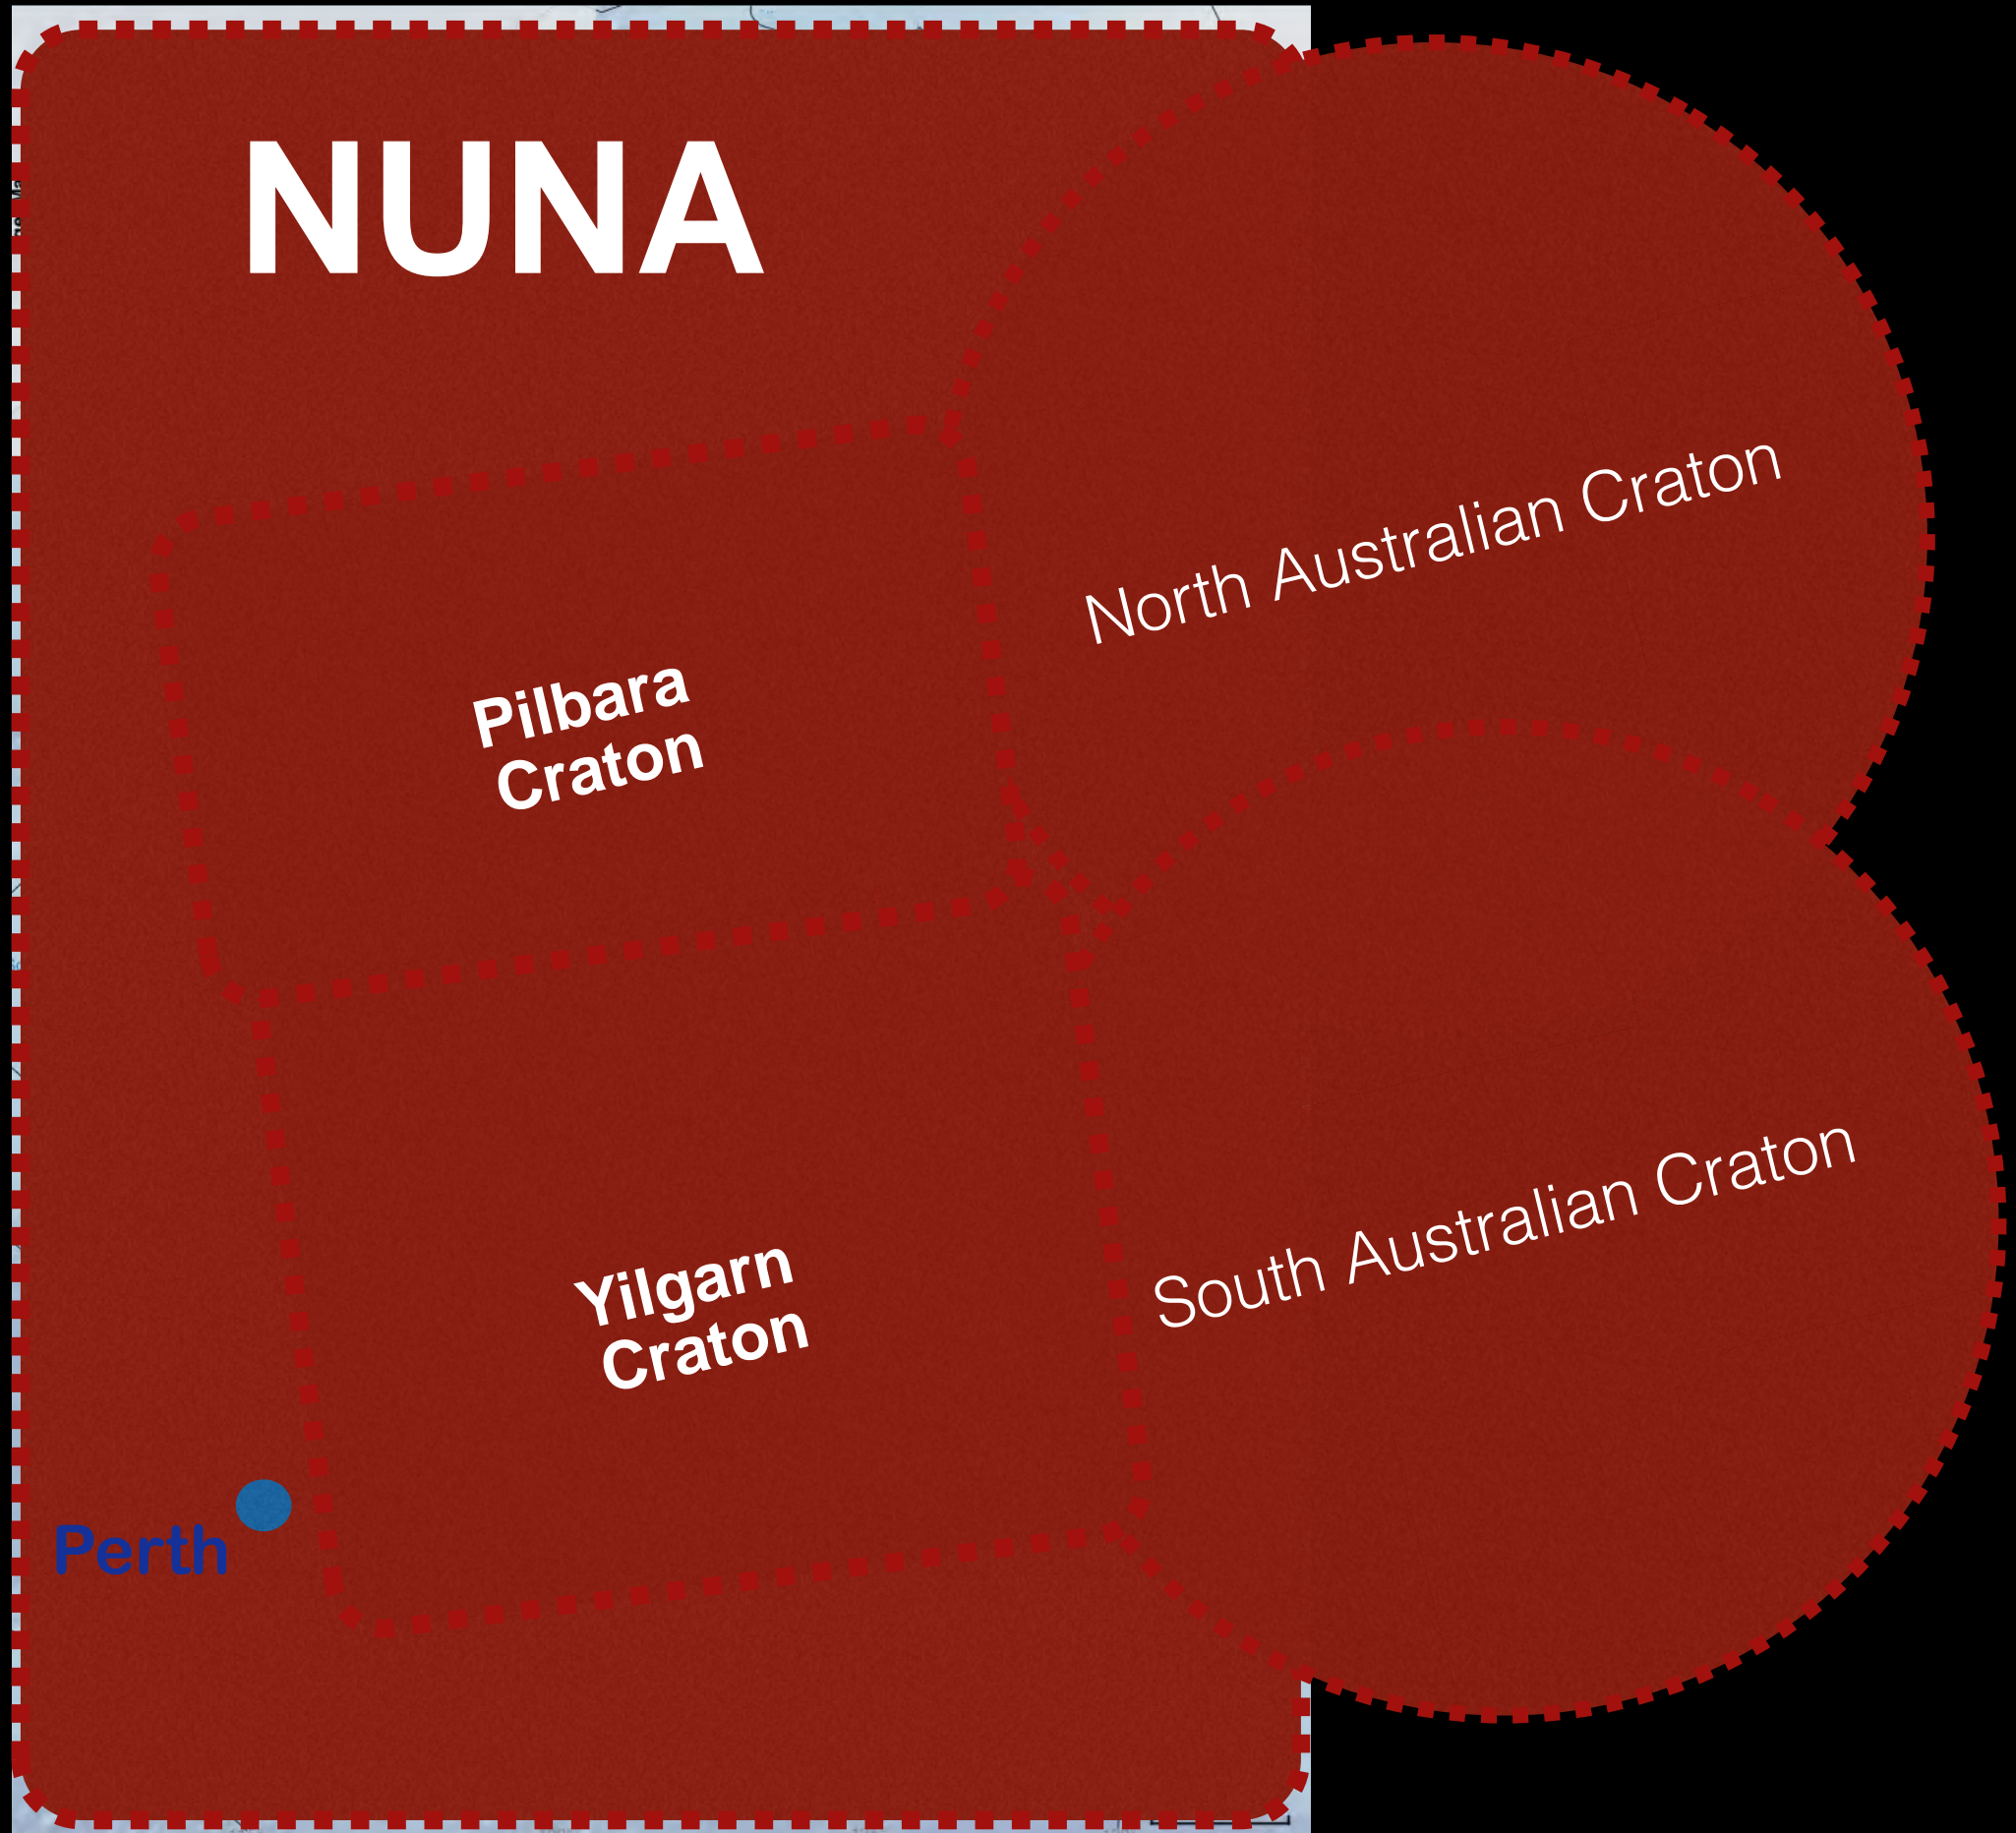 NUNA
North Australian Craton
Pilbara
Craton
South Australian Craton
Yilgarn
Craton
Perth